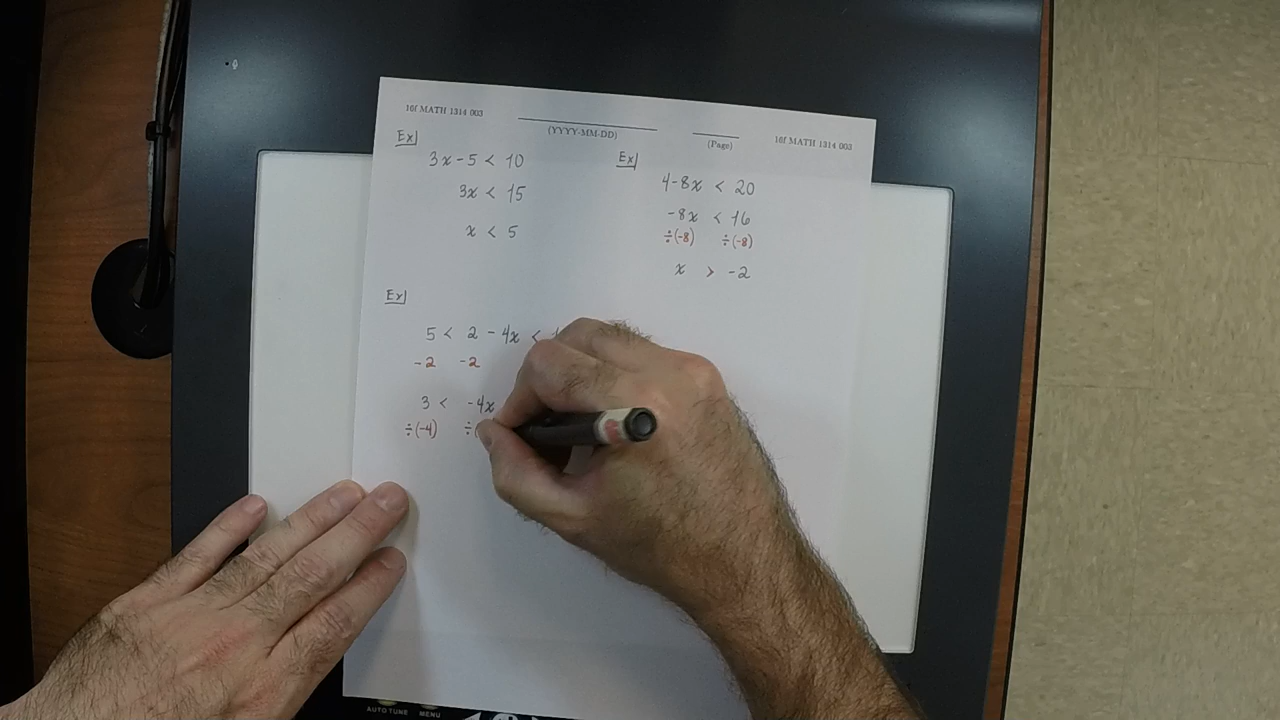 16f MATH 1314 003
(YYYY-MM-DD)
(Page)
16f MATH 1314 003
Ex
3x - 5 < 10
3x < 15
x < 5
Ex
4 - 8x < 20
-8x < 16
÷(-8) ÷(-8)
x > -2
Ex
5 < 2 - 4x <
-2 -2
3 < -4x
÷(-4) ÷(
AUTO TUNE MENU